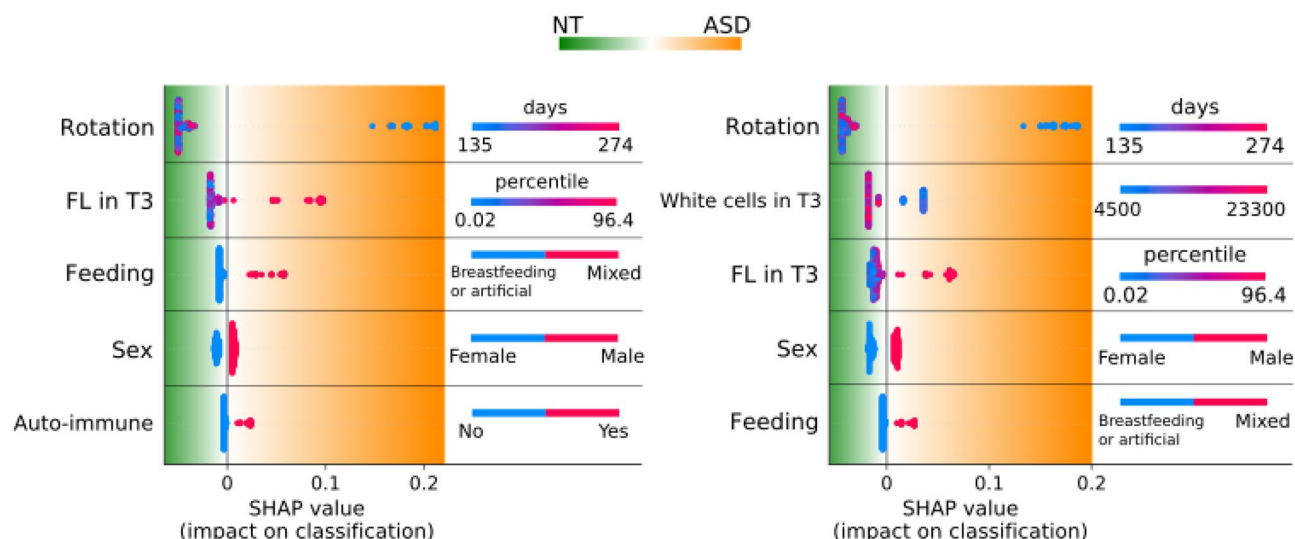 NT ASD
Rotation
days
135 274
FL in T3
percentile
0.02 96.4
Feeding
Breastfeeding
or artificial
Mixed
Sex
Female Male
Auto-immune
No Yes
0 0.1 0.2
SHAP value
(impact on classification)
Rotation
days
135 274
White cells in T3
4500 23300
FL in T3
percentile
0.02 96.4
Sex
Female Male
Feeding
Breastfeeding
or artificial
Mixed
0 0.1 0.2
SHAP value
(impact on classification)